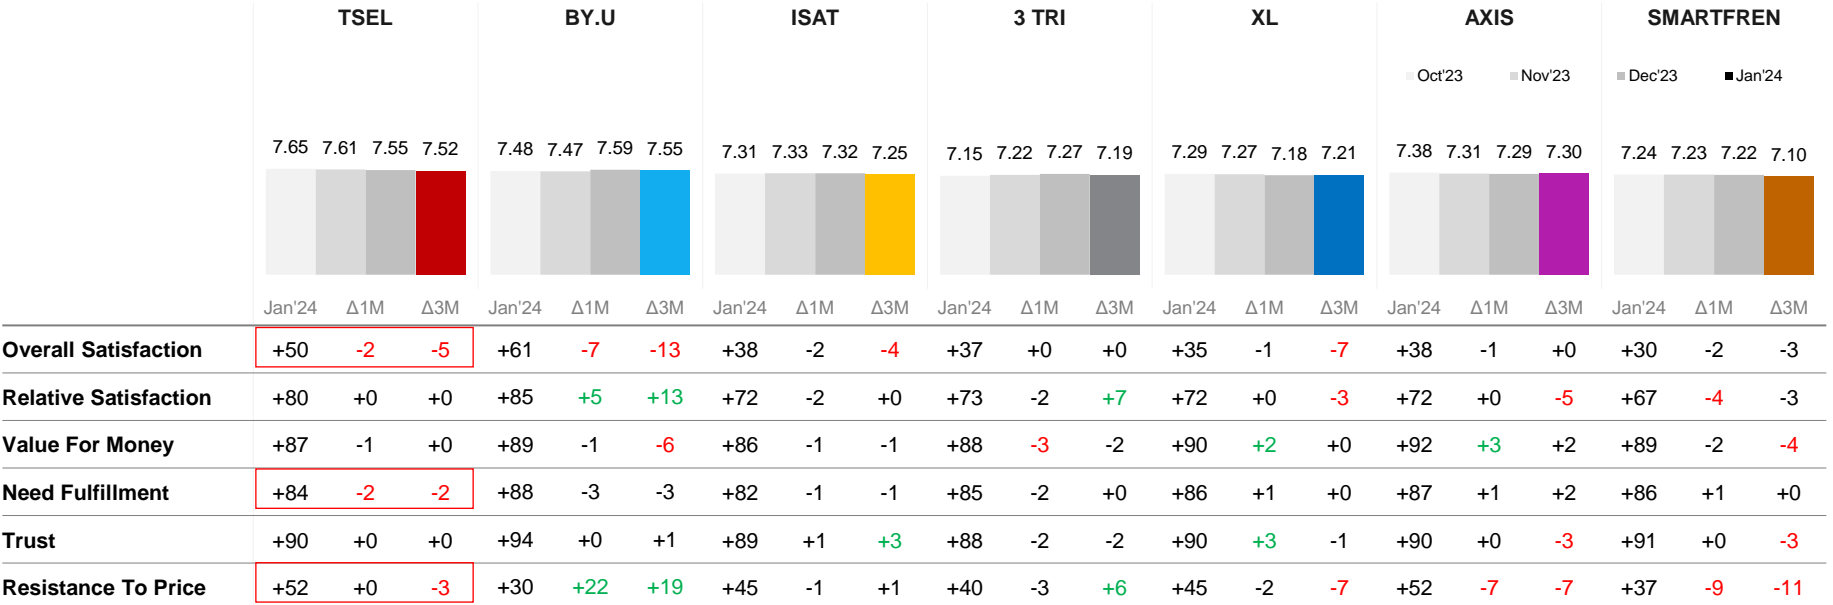 TSEL BY.U ISAT 3 TRI XL AXIS SMARTFREN
Oct'23 Nov'23 Dec'23 Jan'24
7.65 7.61 7.55 7.52 7.48 7.47 7.59 7.55 7.31 7.33 7.32 7.25 7.15 7.22 7.27 7.19 7.29 7.27 7.18 7.21 7.38 7.31 7.29 7.30 7.24 7.23 7.22 7.10
Jan'24 Δ1M Δ3M Jan'24 Δ1M Δ3M Jan'24 Δ1M Δ3M Jan'24 Δ1M Δ3M Jan'24 Δ1M Δ3M Jan'24 Δ1M Δ3M Jan'24 Δ1M Δ3M
Overall Satisfaction +50 -2 -5 +61 -7 -13 +38 -2 -4 +37 +0 +0 +35 -1 -7 +38 -1 +0 +30 -2 -3
Relative Satisfaction +80 +0 +0 +85 +5 +13 +72 -2 +0 +73 -2 +7 +72 +0 -3 +72 +0 -5 +67 -4 -3
Value For Money +87 -1 +0 +89 -1 -6 +86 -1 -1 +88 -3 -2 +90 +2 +0 +92 +3 +2 +89 -2 -4
Need Fulfillment +84 -2 -2 +88 -3 -3 +82 -1 -1 +85 -2 +0 +86 +1 +0 +87 +1 +2 +86 +1 +0
Trust +90 +0 +0 +94 +0 +1 +89 +1 +3 +88 -2 -2 +90 +3 -1 +90 +0 -3 +91 +0 -3
Resistance To Price +52 +0 -3 +30 +22 +19 +45 -1 +1 +40 -3 +6 +45 -2 -7 +52 -7 -7 +37 -9 -11